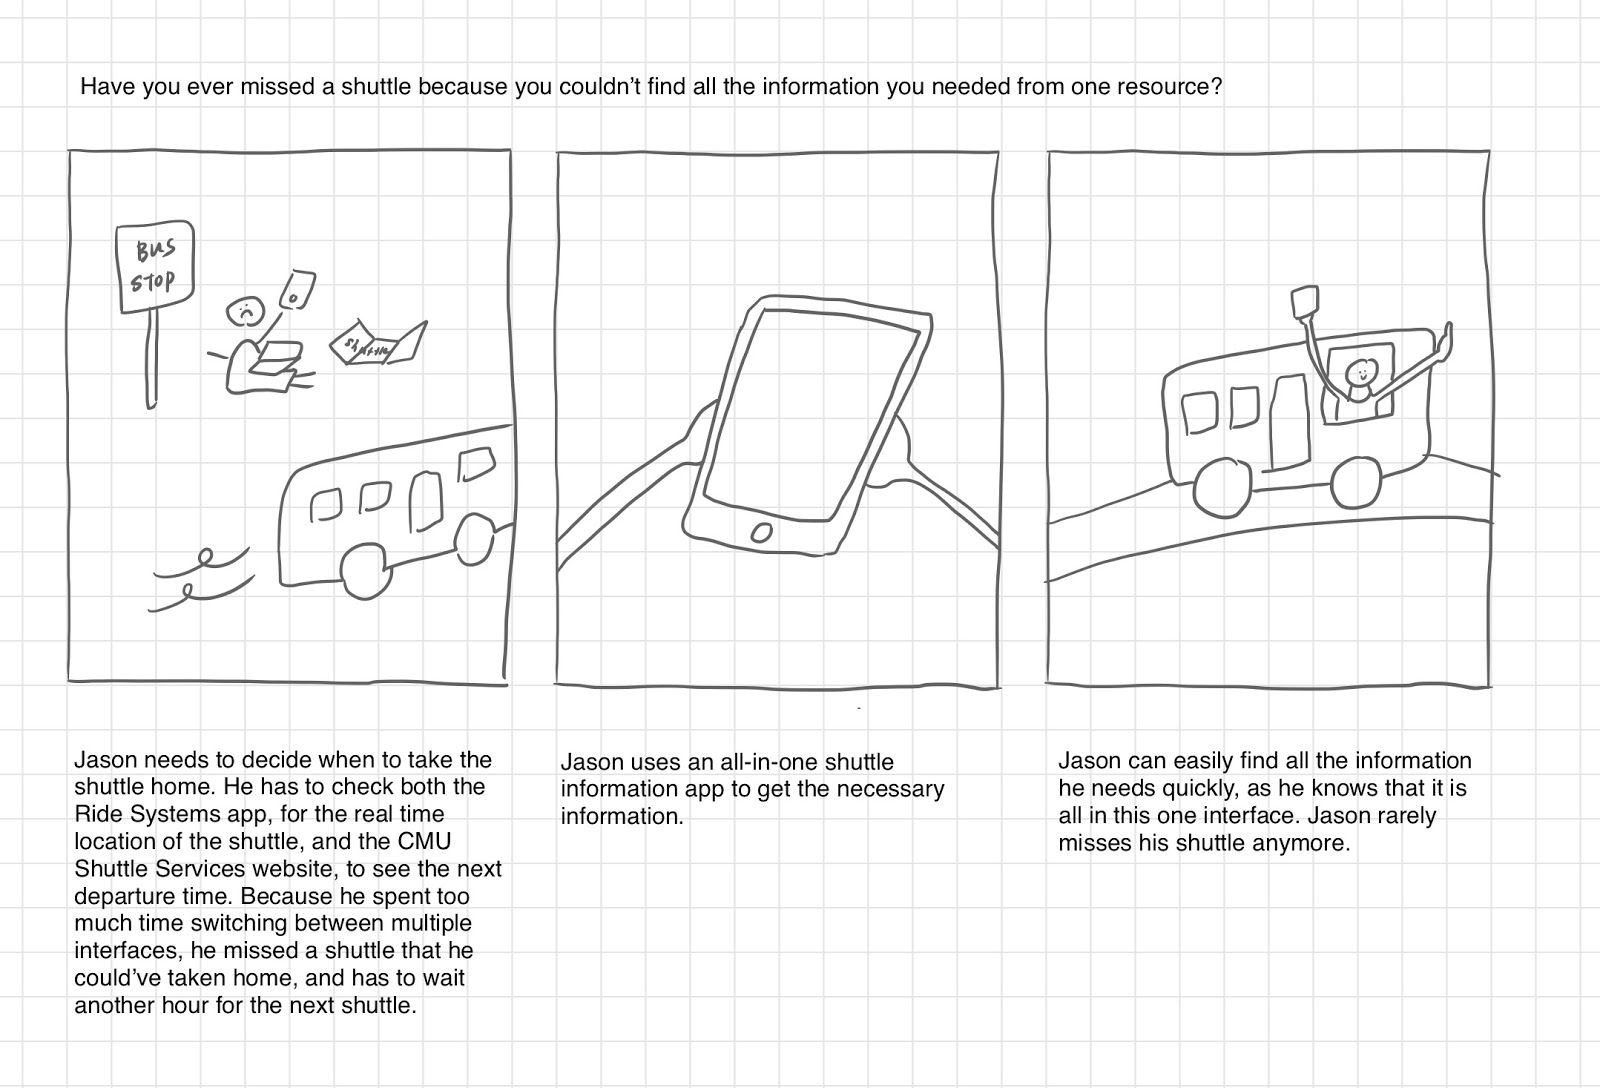 Have you ever missed a shuttle because you couldn’t find all the information you needed from one resource?
BUS
STOP
Shuttle
Jason needs to decide when to take the
shuttle home. He has to check both the
Ride Systems app, for the real time
location of the shuttle, and the CMU
Shuttle Services website, to see the next
departure time. Because he spent too
much time switching between multiple
interfaces, he missed a shuttle that he
could’ve taken home, and has to wait
another hour for the next shuttle.
Jason uses an all-in-one shuttle
information app to get the necessary
information.
Jason can easily find all the information
he needs quickly, as he knows that it is
all in this one interface. Jason rarely
misses his shuttle anymore.